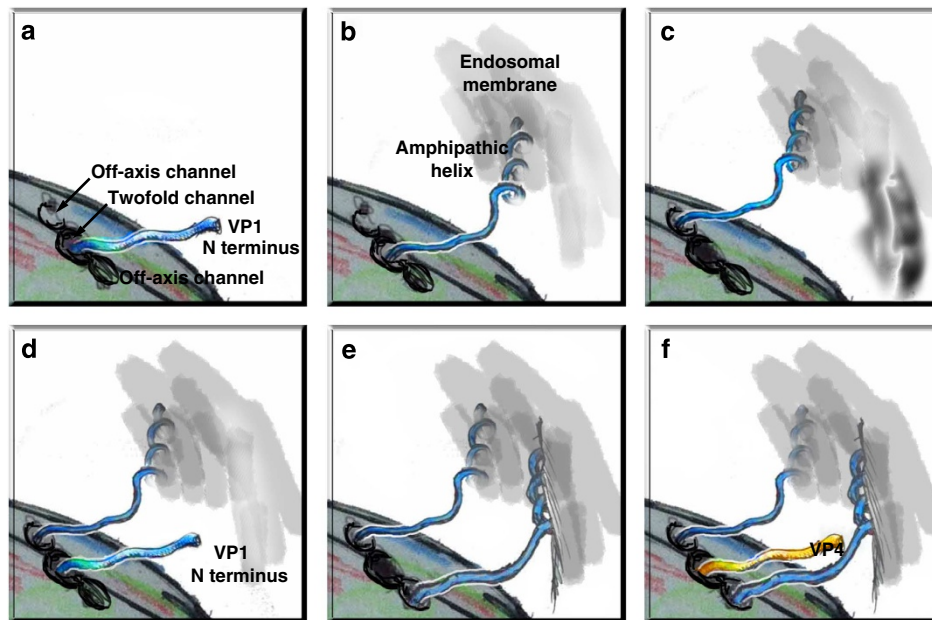 a
Off-axis channel
Twofold channel
VP1
N terminus
Off-axis channel
b
Endosomal
membrane
Amphipathic
helix
c
d
VP1
N terminus
e
f
VP4